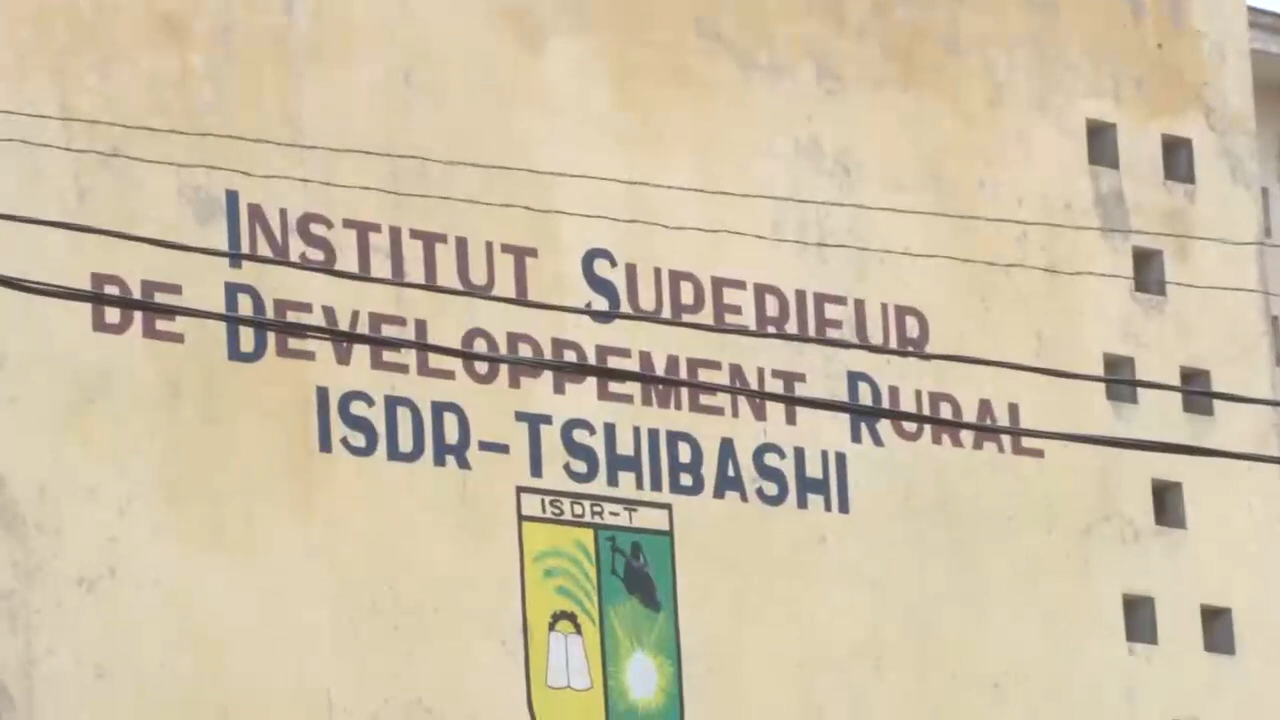 INSTITUT SUPERIEUR
DE DEVELOPPEMENT RURAL
ISDR-TSHIBASHI
ISDR-T